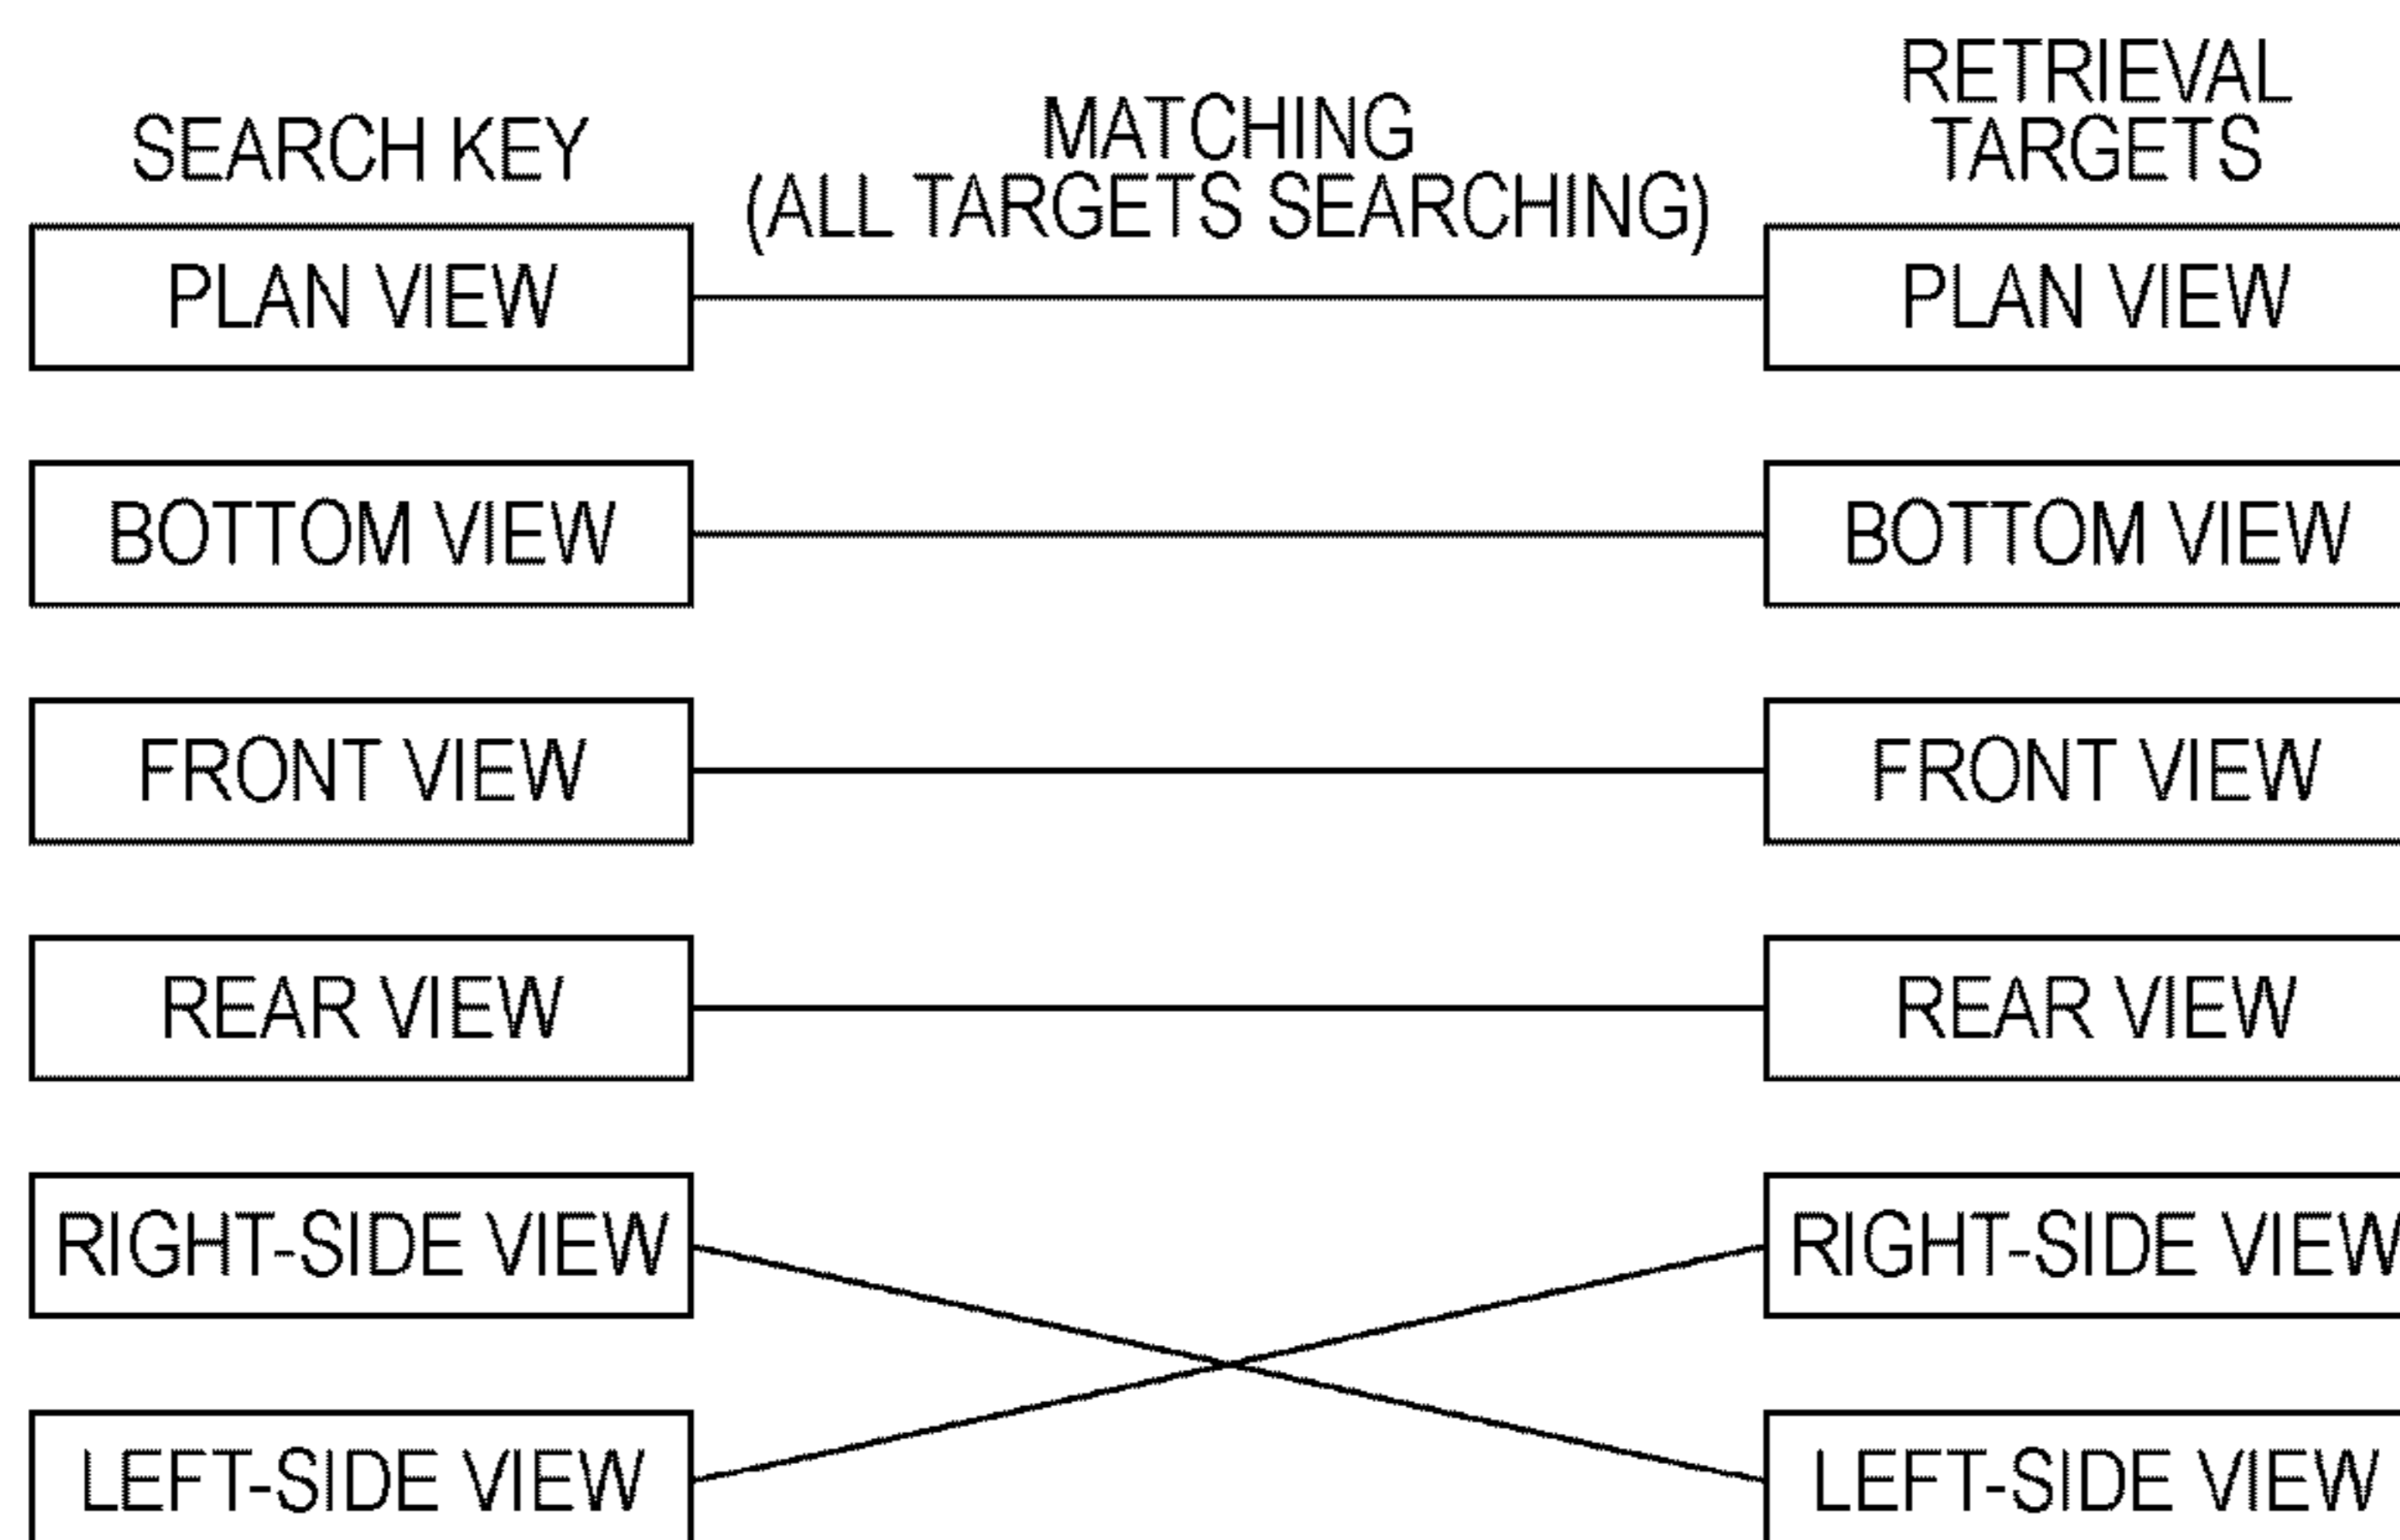 SEARCH KEY
MATCHING
(ALL TARGETS SEARCHING)
RETRIEVAL
TARGETS
PLAN VIEW
PLAN VIEW
BOTTOM VIEW
BOTTOM VIEW
FRONT VIEW
FRONT VIEW
REAR VIEW
REAR VIEW
RIGHT-SIDE VIEW
RIGHT-SIDE VIEW
LEFT-SIDE VIEW
LEFT-SIDE VIEW